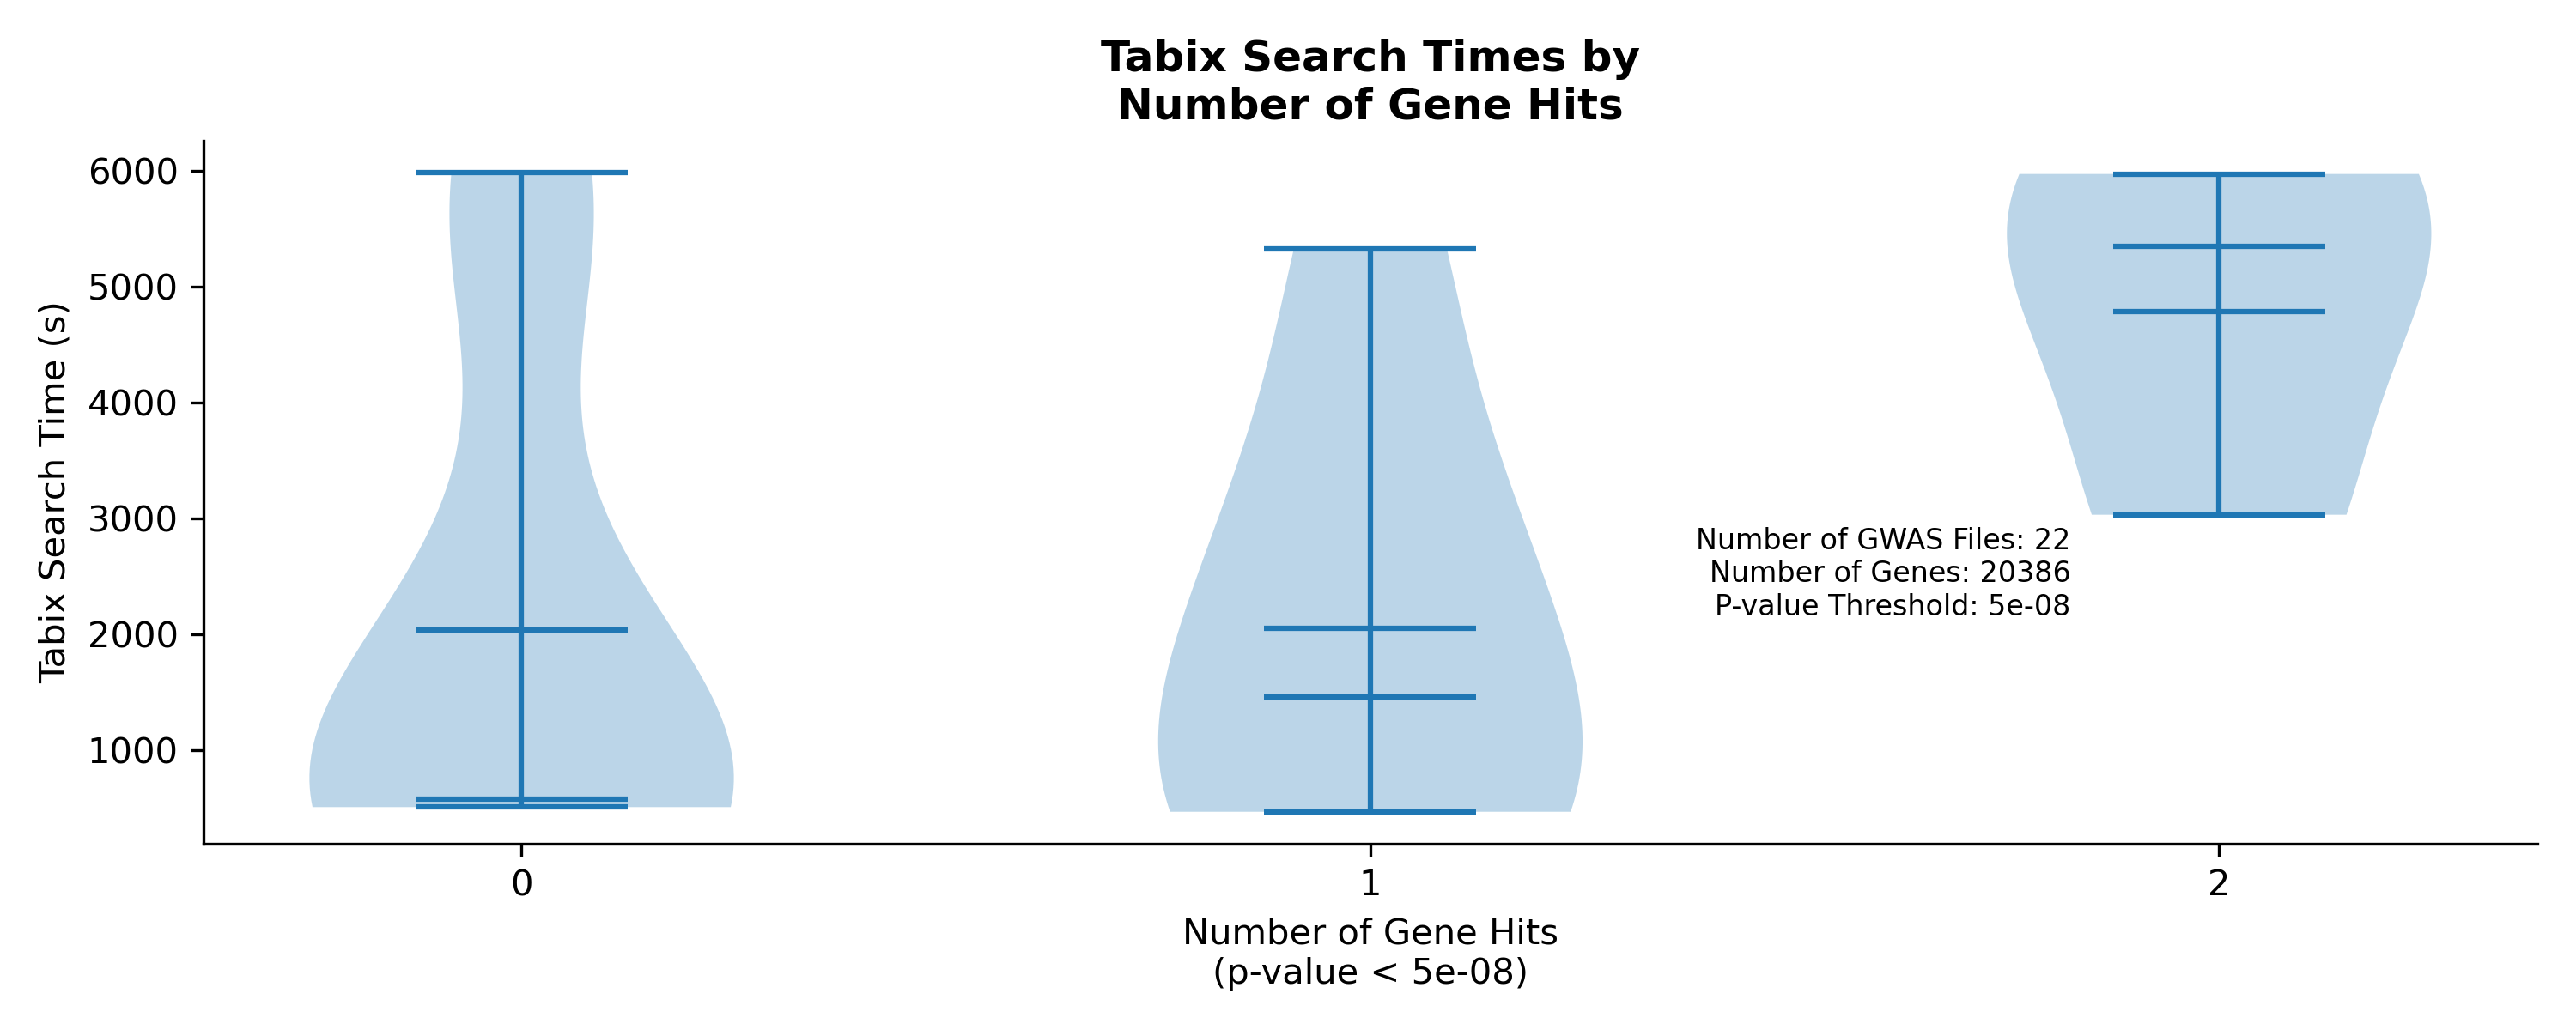 Tabix Search Times by
Number of Gene Hits
Tabix Search Time (s)
6000
5000
4000
3000
2000
1000
Number of GWAS Files: 22
Number of Genes: 20386
P-value Threshold: 5e-08
0
1
2
Number of Gene Hits
(p-value < 5e-08)